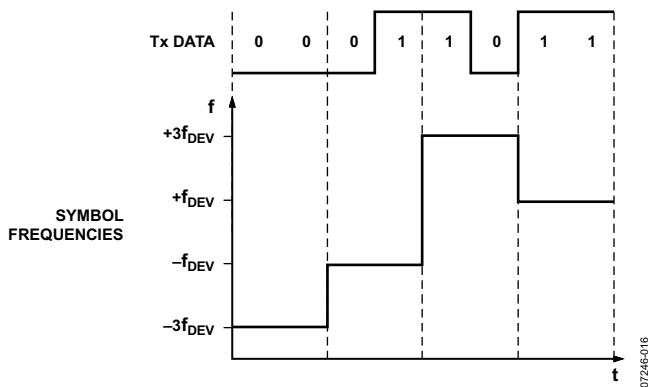 Tx DATA 0 0 0 1 1 0 1 1
f
+3fDEV
+fDEV
SYMBOL
FREQUENCIES
–fDEV
–3fDEV
t
07246-016